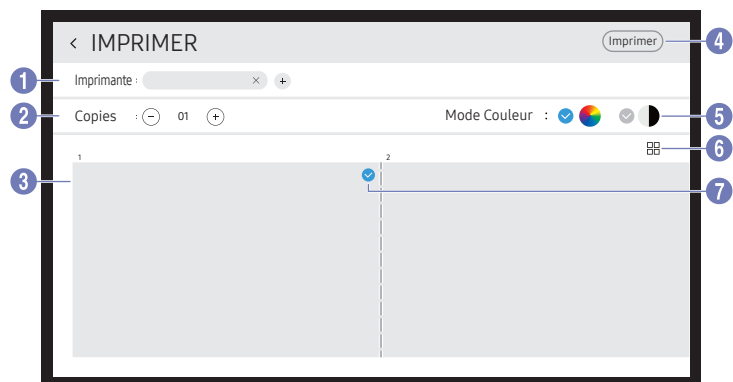 < IMPRIMER
Imprimer
4
1
Imprimante :
× +
2
Copies : − 01 +
Mode Couleur :
5
6
1
2
3
7